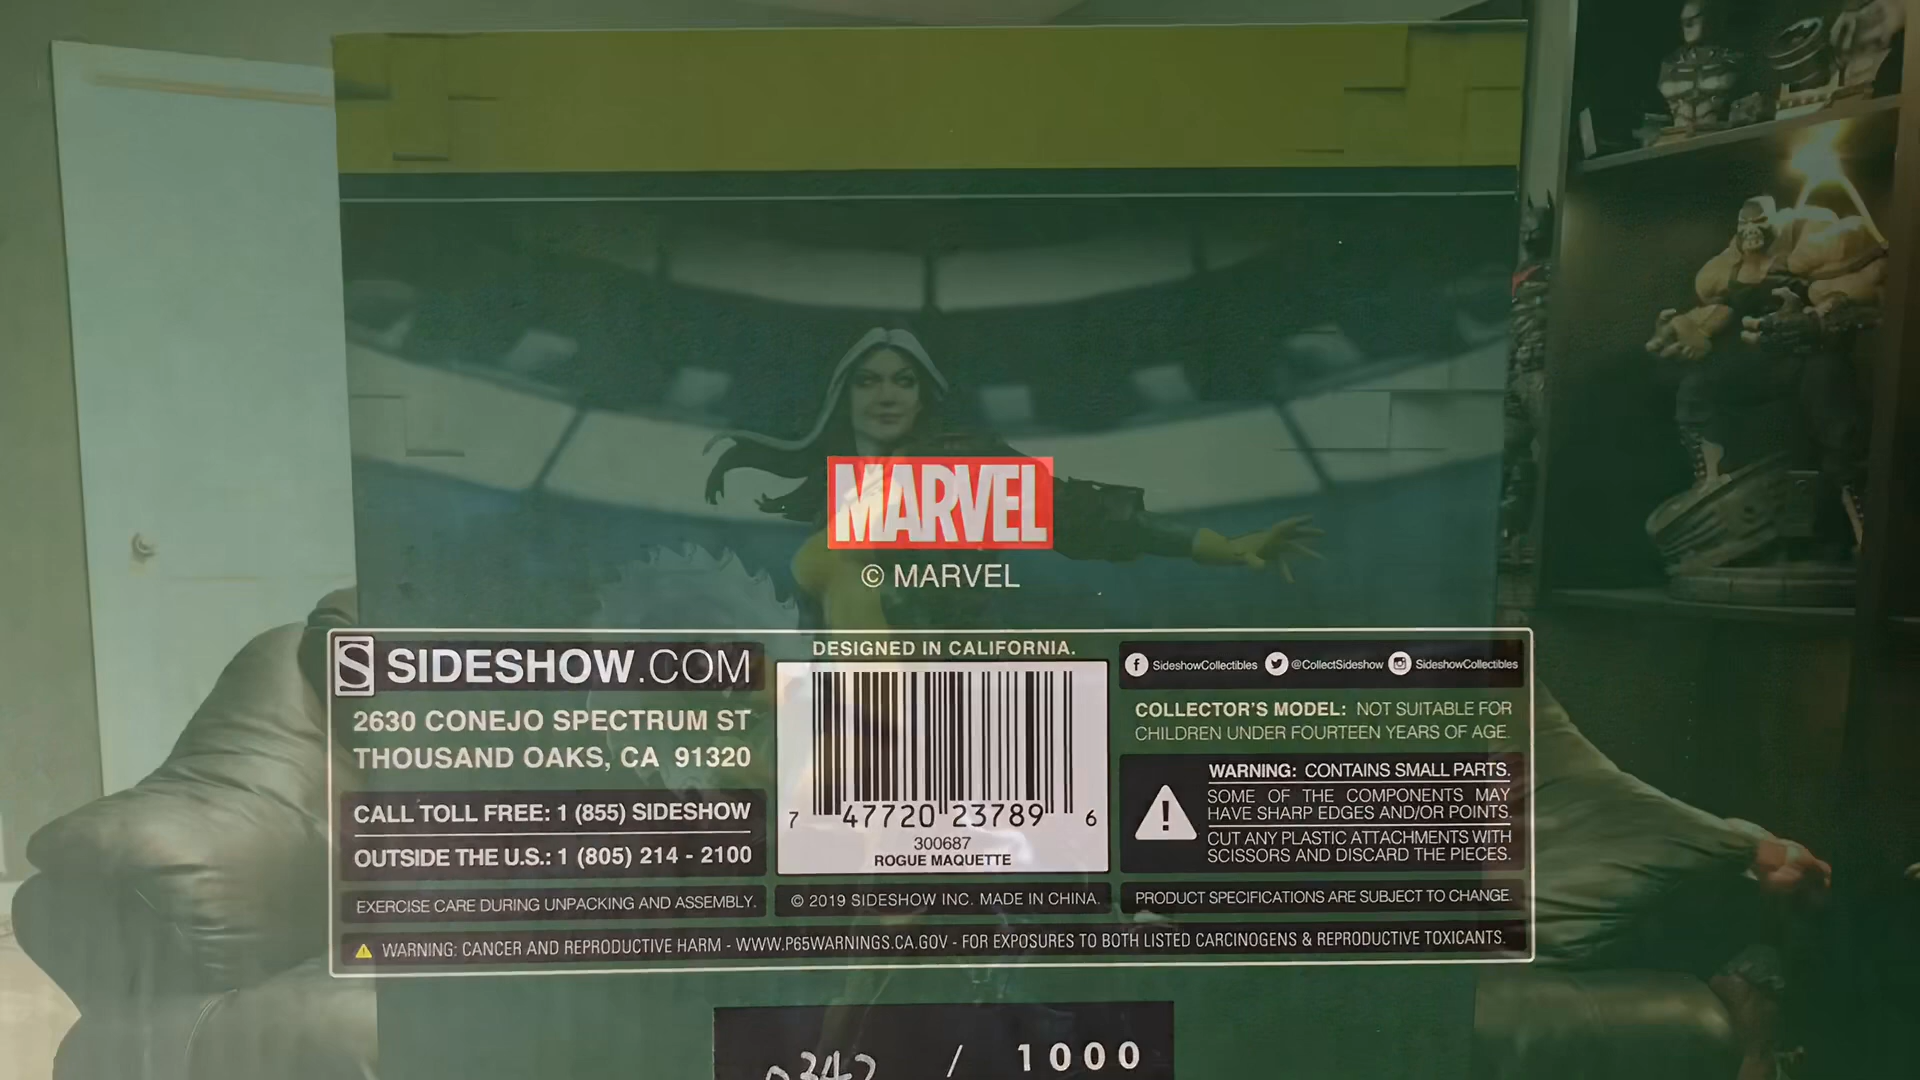 MARVEL
© MARVEL
SIDESHOW.COM
2630 CONEJO SPECTRUM ST
THOUSAND OAKS, CA 91320
CALL TOLL FREE: 1 (855) SIDESHOW
OUTSIDE THE U.S.: 1 (805) 214 - 2100
EXERCISE CARE DURING UNPACKING AND ASSEMBLY.
DESIGNED IN CALIFORNIA.
7 47720 23789 6
300687
ROGUE MAQUETTE
© 2019 SIDESHOW INC. MADE IN CHINA.
SideshowCollectibles @CollectSideshow SideshowCollectibles
COLLECTOR'S MODEL: NOT SUITABLE FOR
CHILDREN UNDER FOURTEEN YEARS OF AGE.
WARNING: CONTAINS SMALL PARTS.
SOME OF THE COMPONENTS MAY
HAVE SHARP EDGES AND/OR POINTS.
CUT ANY PLASTIC ATTACHMENTS WITH
SCISSORS AND DISCARD THE PIECES.
PRODUCT SPECIFICATIONS ARE SUBJECT TO CHANGE.
WARNING: CANCER AND REPRODUCTIVE HARM - WWW.P65WARNINGS.CA.GOV - FOR EXPOSURES TO BOTH LISTED CARCINOGENS & REPRODUCTIVE TOXICANTS.
/ 1000